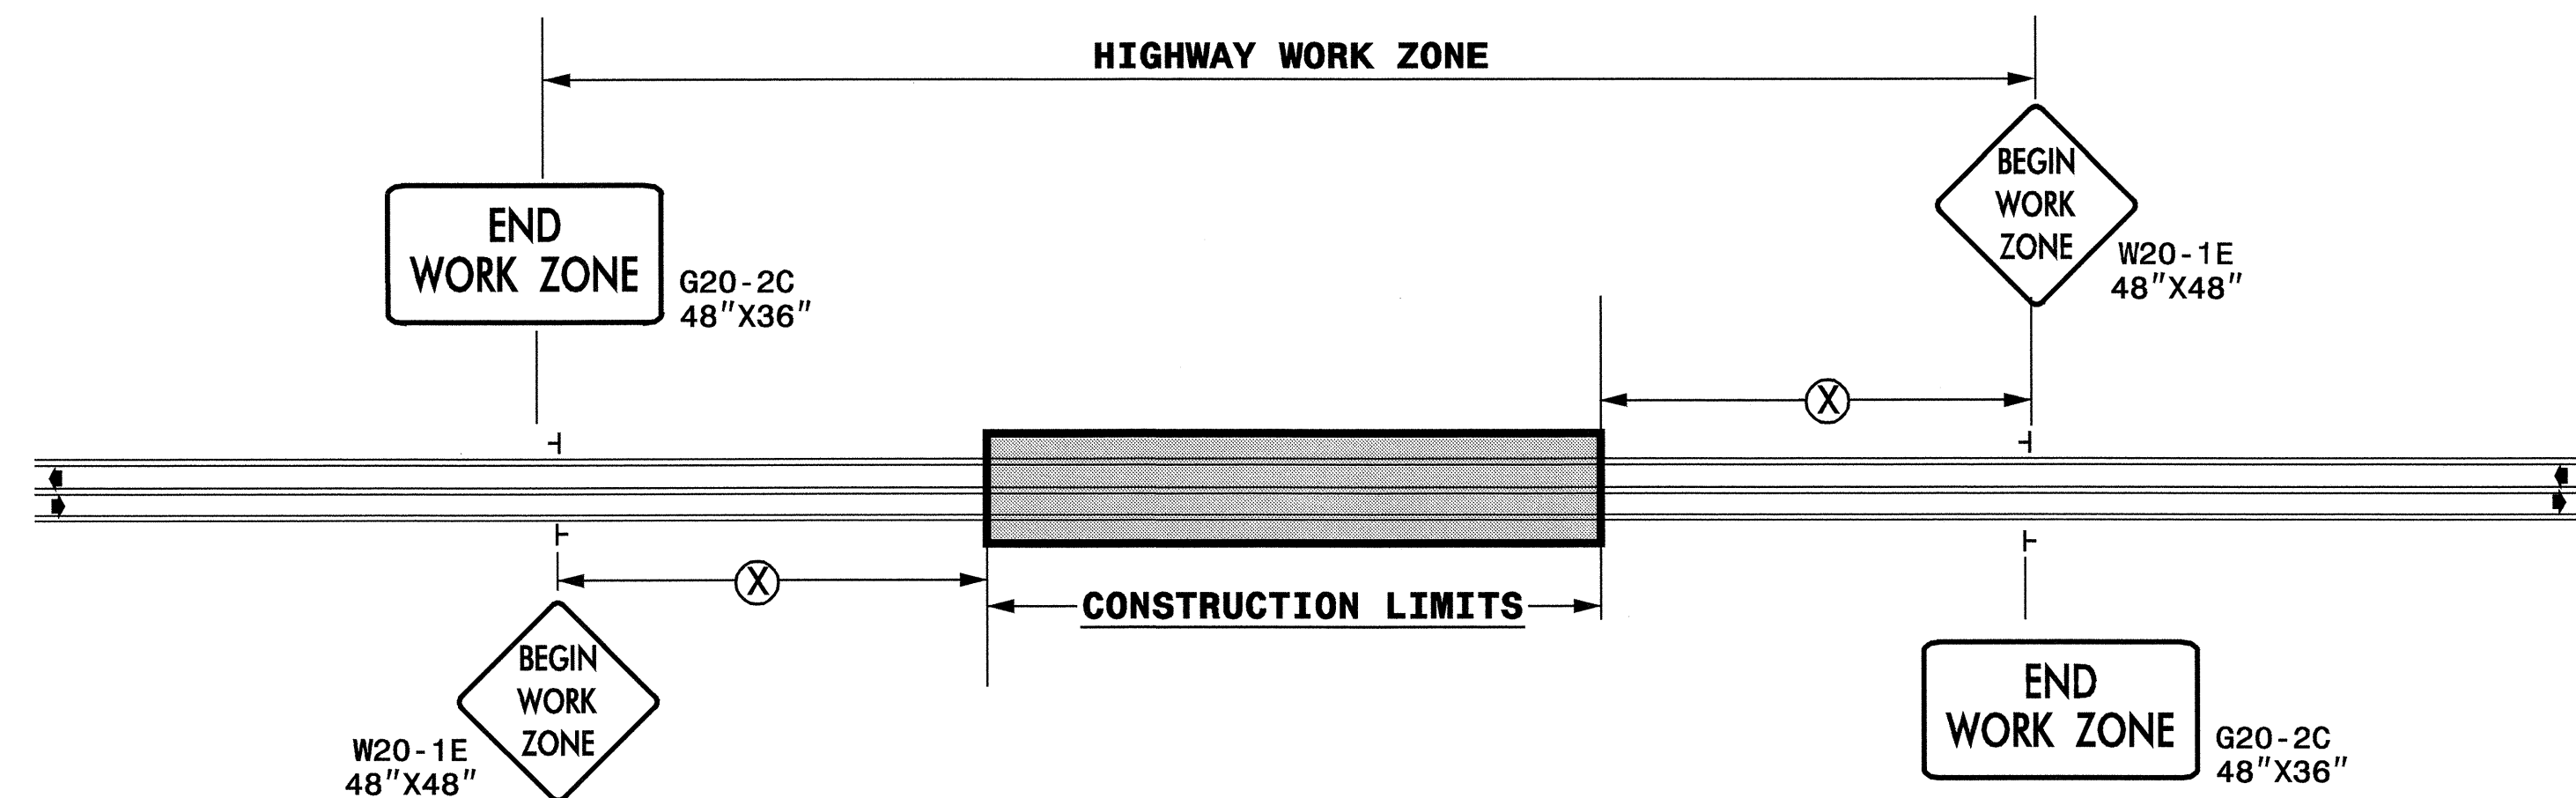 HIGHWAY WORK ZONE
BEGIN
WORK
ZONE
W20-1E
48"X48"
END
WORK ZONE
G20-2C
48"X36"
X
X
CONSTRUCTION LIMITS
BEGIN
WORK
ZONE
W20-1E
48"X48"
END
WORK ZONE
G20-2C
48"X36"